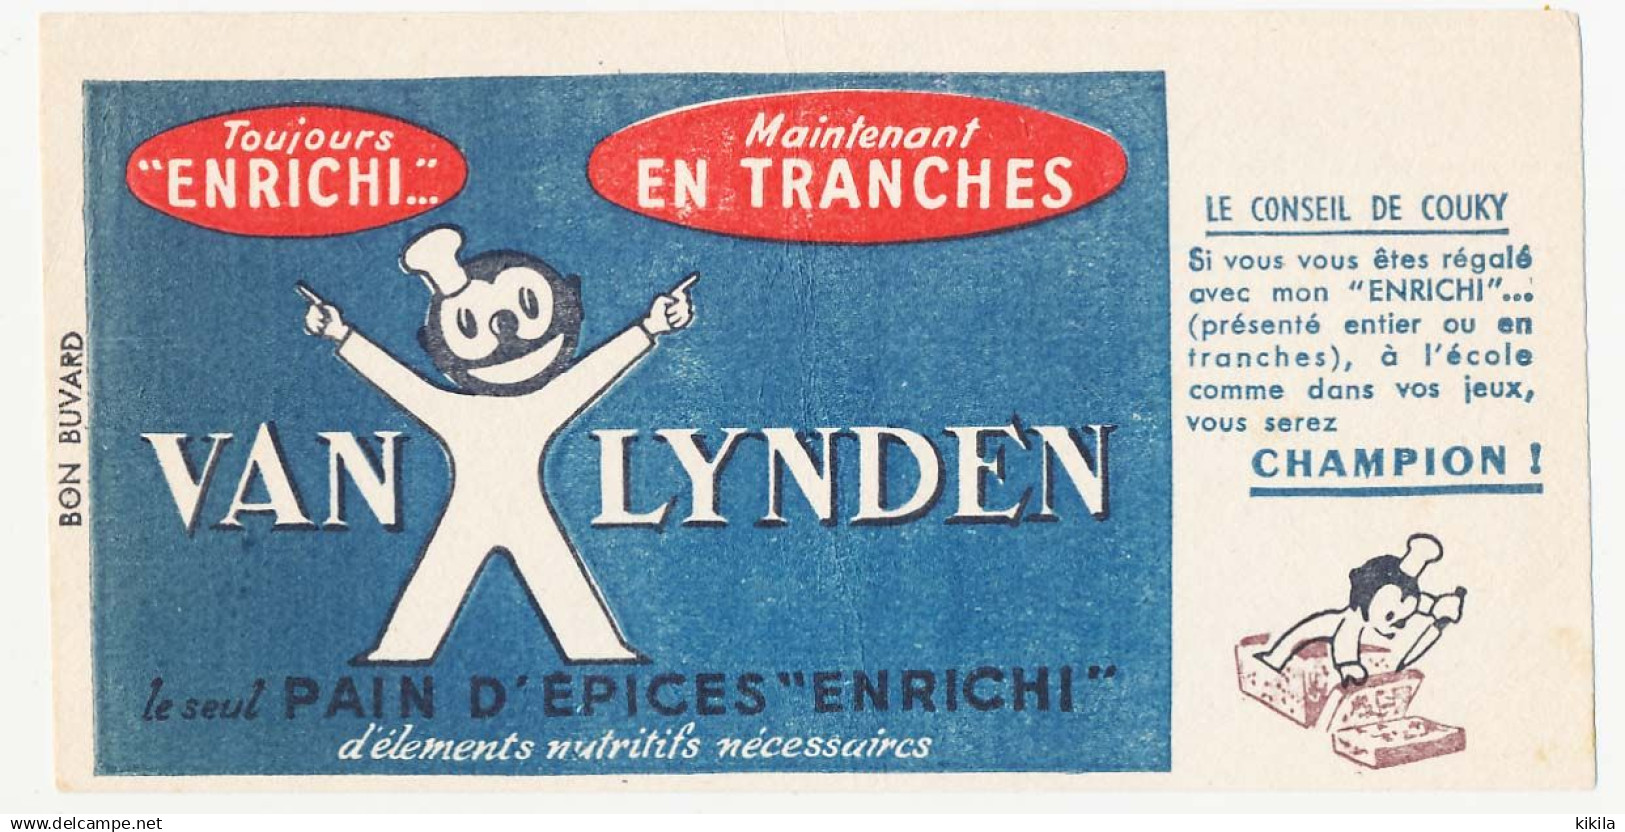 Toujours
"ENRICHI..."
Maintenant
EN TRANCHES
BON BUVARD
VAN LYNDEN
le seul PAIN D'ÉPICES "ENRICHI"
d'élements nutritifs nécessaires
LE CONSEIL DE COUKY
Si vous vous êtes régalé
avec mon "ENRICHI"...
(présenté entier ou en
tranches), à l'école
comme dans vos jeux,
vous serez
CHAMPION !
www.delcampe.net
kikila